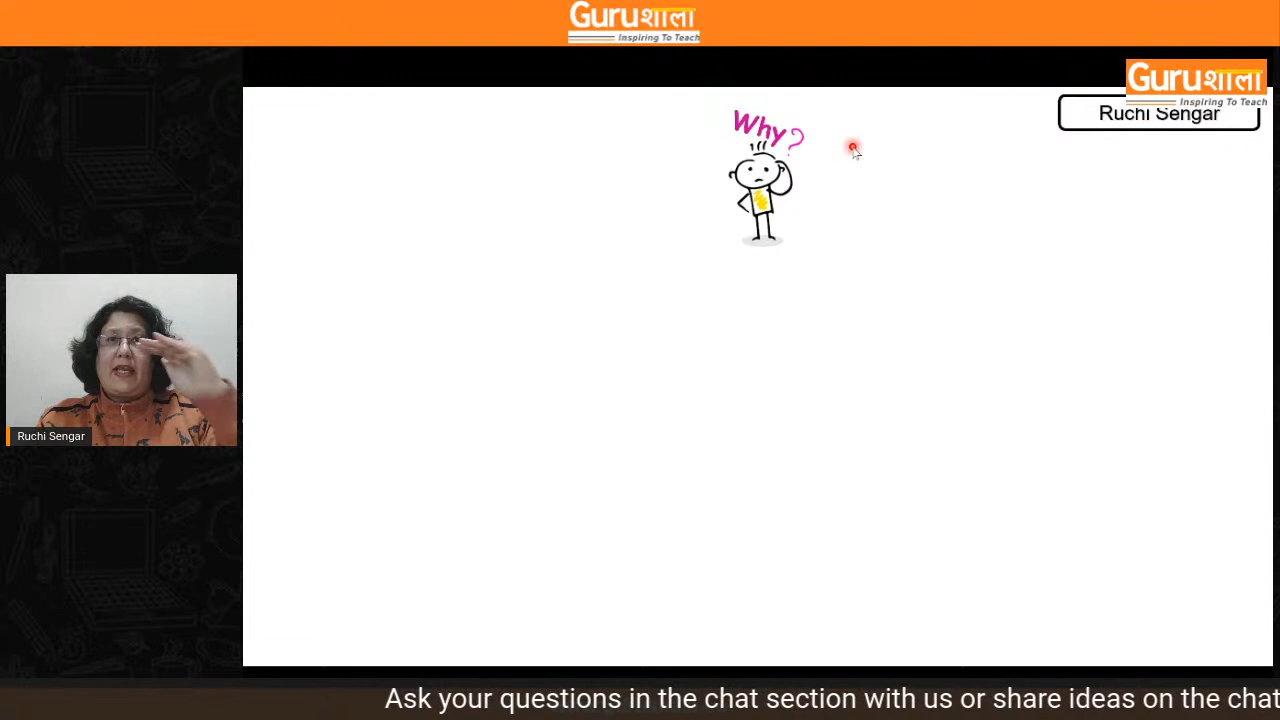 Guruशाला
Inspiring To Teach
Guruशाला
Inspiring To Teach
Ruchi Sengar
Why?
Ruchi Sengar
Ask your questions in the chat section with us or share ideas on the chat